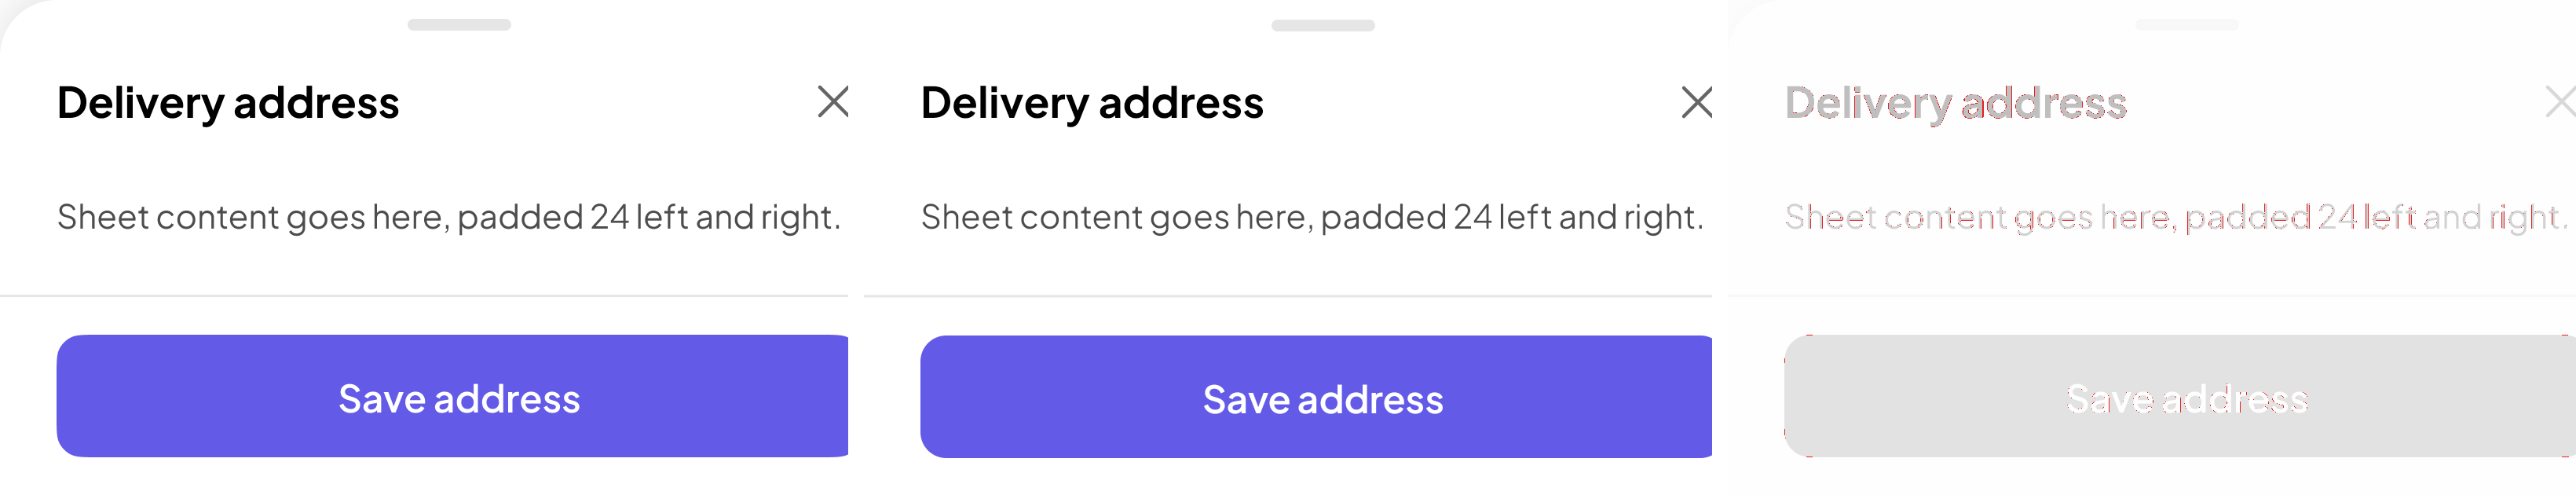 Delivery address
Sheet content goes here, padded 24 left and right.
Save address
Delivery address
Sheet content goes here, padded 24 left and right.
Save address
Delivery address
Sheet content goes here, padded 24 left and right.
Save address